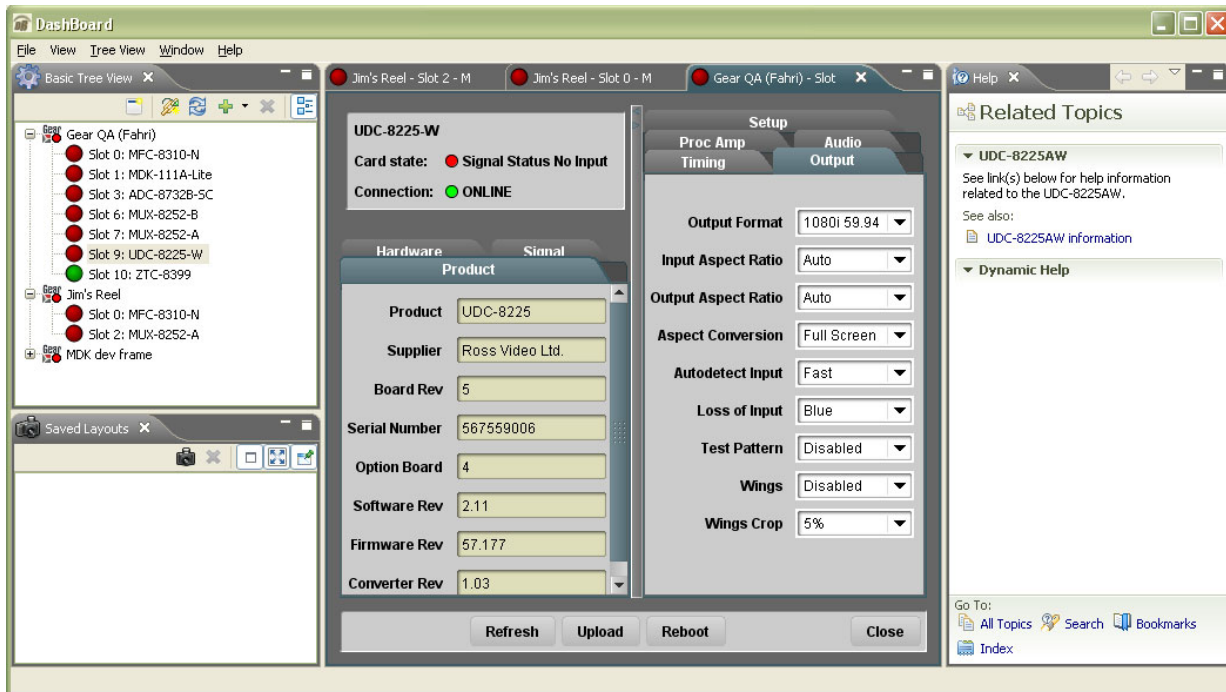 DashBoard
File View Tree View Window Help
Basic Tree View
Gear QA (Fahri)
Slot 0: MFC-8310-N
Slot 1: MDK-111A-Lite
Slot 3: ADC-8732B-SC
Slot 6: MUX-8252-B
Slot 7: MUX-8252-A
Slot 9: UDC-8225-W
Slot 10: ZTC-8399
Jim's Reel
Slot 0: MFC-8310-N
Slot 2: MUX-8252-A
MDK dev frame
Saved Layouts
Jim's Reel - Slot 2 - M
Jim's Reel - Slot 0 - M
Gear QA (Fahri) - Slot
UDC-8225-W
Card state: Signal Status No Input
Connection: ONLINE
Hardware Signal
Product
Product UDC-8225
Supplier Ross Video Ltd.
Board Rev 5
Serial Number 567559006
Option Board 4
Software Rev 2.11
Firmware Rev 57.177
Converter Rev 1.03
Setup
Proc Amp Audio
Timing Output
Output Format 1080i 59.94
Input Aspect Ratio Auto
Output Aspect Ratio Auto
Aspect Conversion Full Screen
Autodetect Input Fast
Loss of Input Blue
Test Pattern Disabled
Wings Disabled
Wings Crop 5%
Refresh Upload Reboot Close
Help
Related Topics
UDC-8225AW
See link(s) below for help information
related to the UDC-8225AW.
See also:
UDC-8225AW information
Dynamic Help
Go To:
All Topics Search Bookmarks
Index